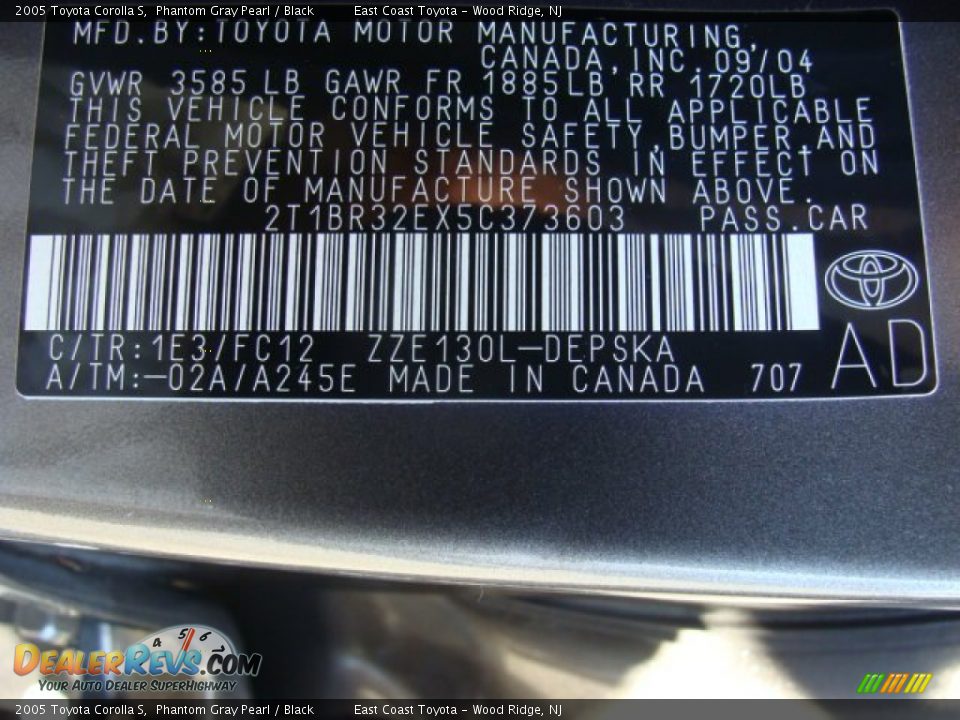 2005 Toyota Corolla S, Phantom Gray Pearl / Black East Coast Toyota - Wood Ridge, NJ
MFD.BY:TOYOTA MOTOR MANUFACTURING,
CANADA,INC.09/04
GVWR 3585LB GAWR FR 1885LB RR 1720LB
THIS VEHICLE CONFORMS TO ALL APPLICABLE
FEDERAL MOTOR VEHICLE SAFETY,BUMPER,AND
THEFT PREVENTION STANDARDS IN EFFECT ON
THE DATE OF MANUFACTURE SHOWN ABOVE.
2T1BR32EX5C373603 PASS.CAR
C/TR:1E3/FC12 ZZE130L-DEPSKA
A/TM:-02A/A245E MADE IN CANADA 707 AD
4 5 6
DEALERREVS.COM
YOUR AUTO DEALER SUPERHIGHWAY
2005 Toyota Corolla S, Phantom Gray Pearl / Black East Coast Toyota - Wood Ridge, NJ